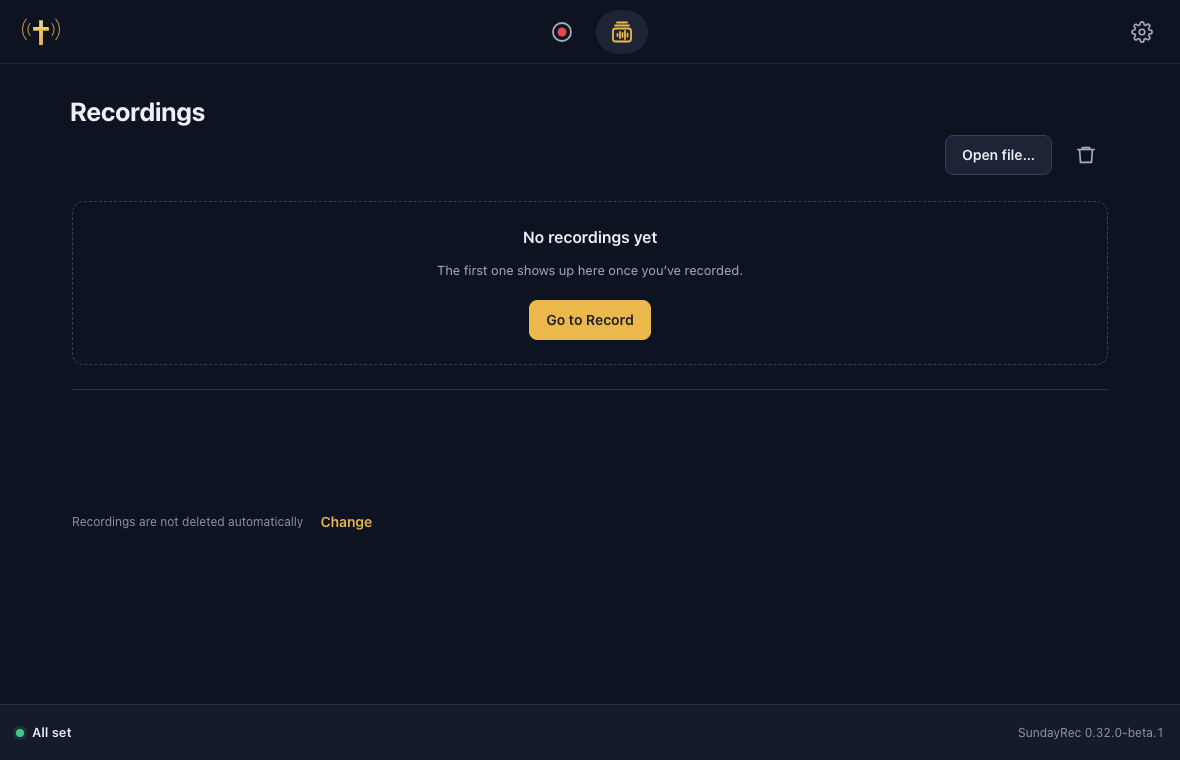 Recordings
Open file...
No recordings yet
The first one shows up here once you’ve recorded.
Go to Record
Recordings are not deleted automatically Change
All set
SundayRec 0.32.0-beta.1